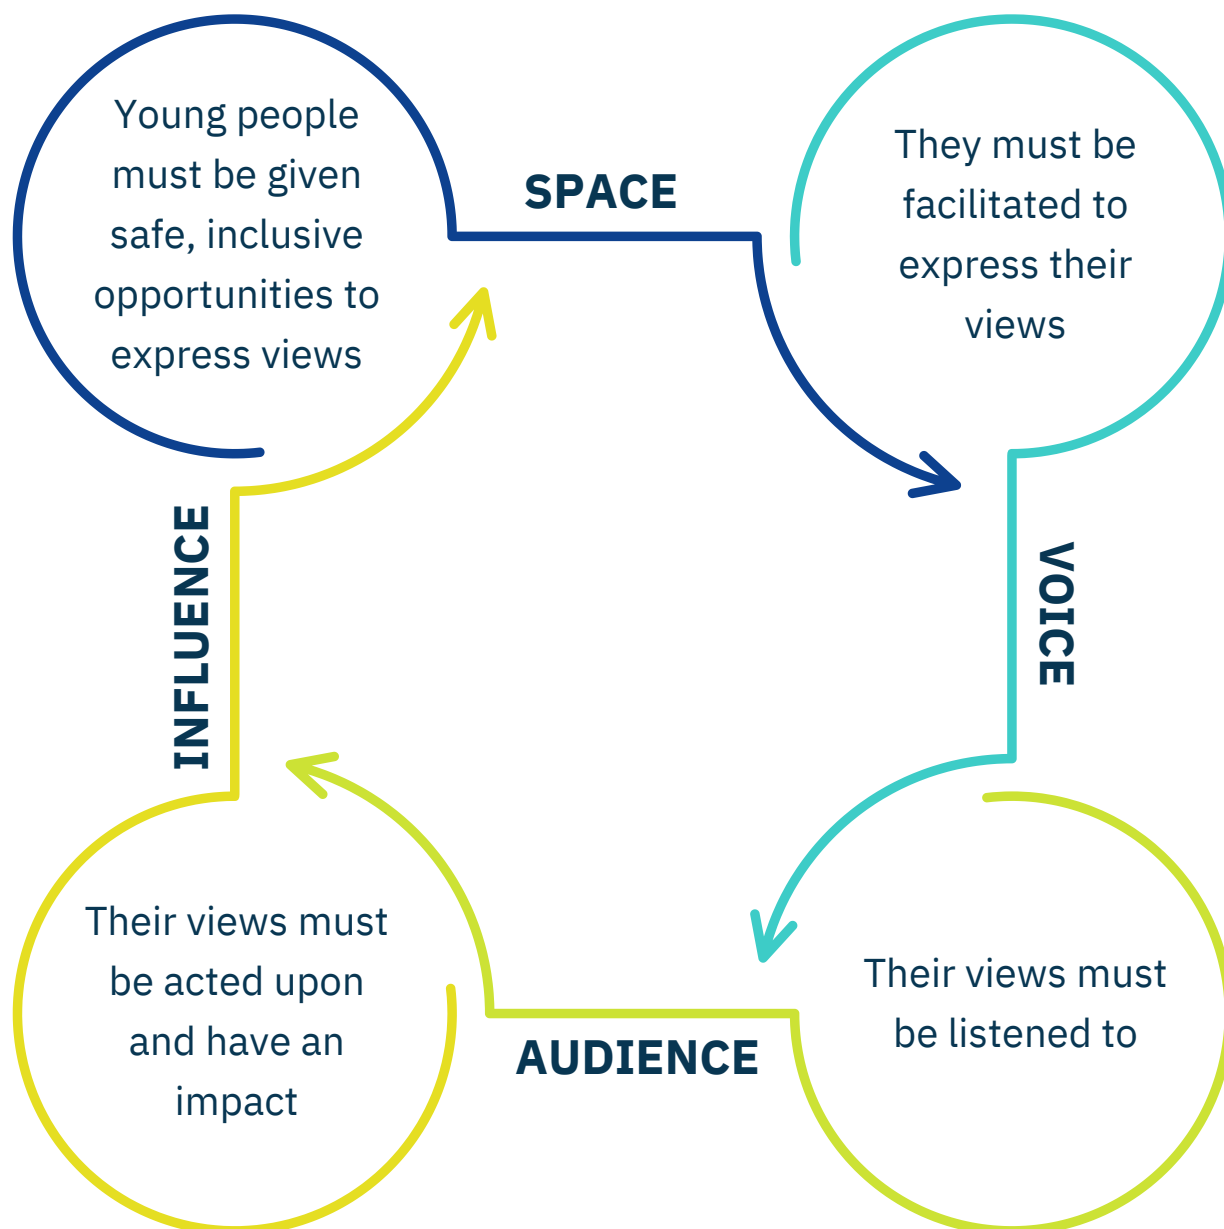 Young people
must be given
safe, inclusive
opportunities to
express views
SPACE
They must be
facilitated to
express their
views
VOICE
Their views must
be listened to
AUDIENCE
Their views must
be acted upon
and have an
impact
INFLUENCE